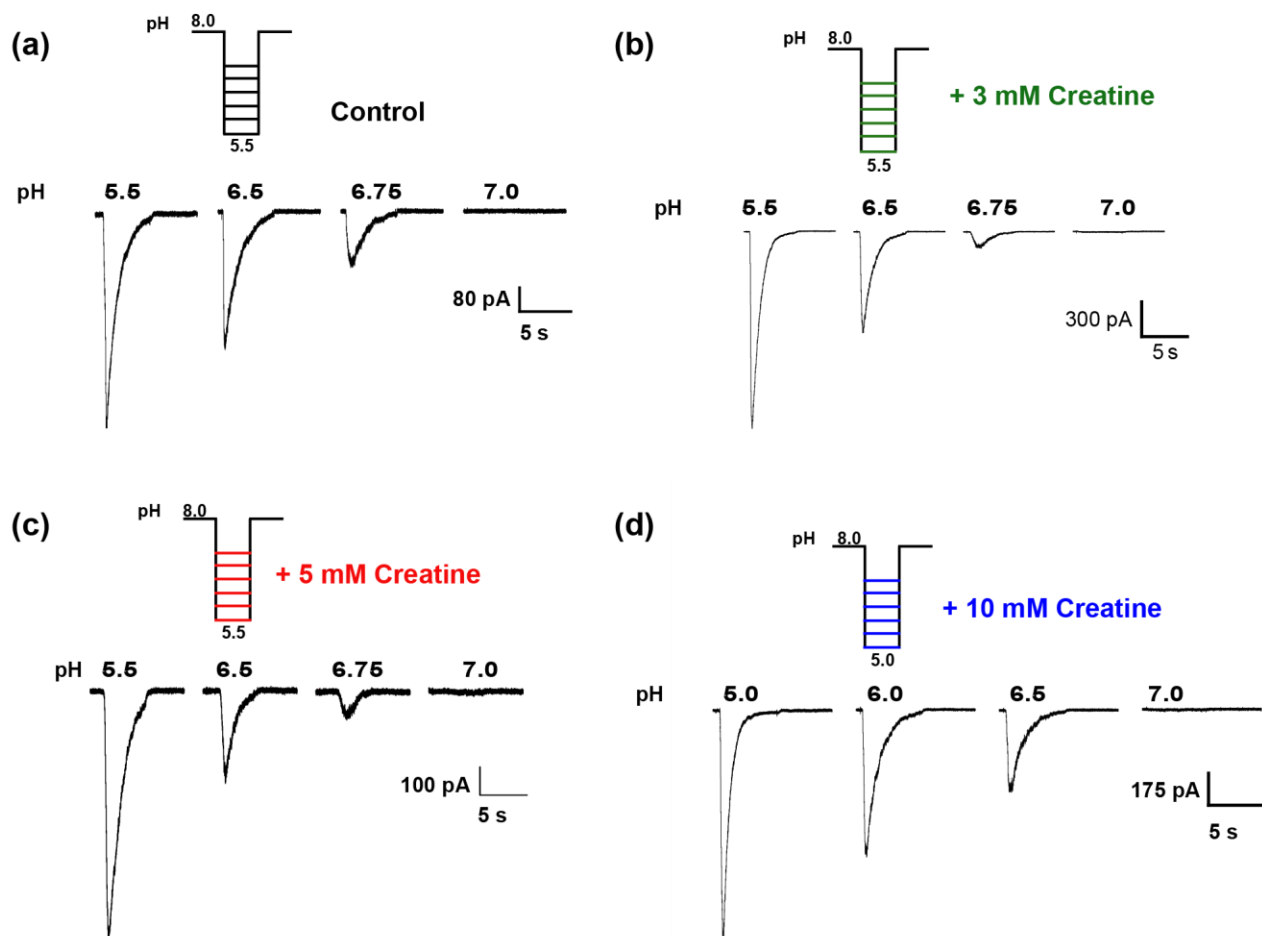 (a)
pH 8.0
5.5
Control
pH 5.5 6.5 6.75 7.0
80 pA
5 s
(b)
pH 8.0
5.5
+ 3 mM Creatine
pH 5.5 6.5 6.75 7.0
300 pA
5 s
(c)
pH 8.0
5.5
+ 5 mM Creatine
pH 5.5 6.5 6.75 7.0
100 pA
5 s
(d)
pH 8.0
5.0
+ 10 mM Creatine
pH 5.0 6.0 6.5 7.0
175 pA
5 s